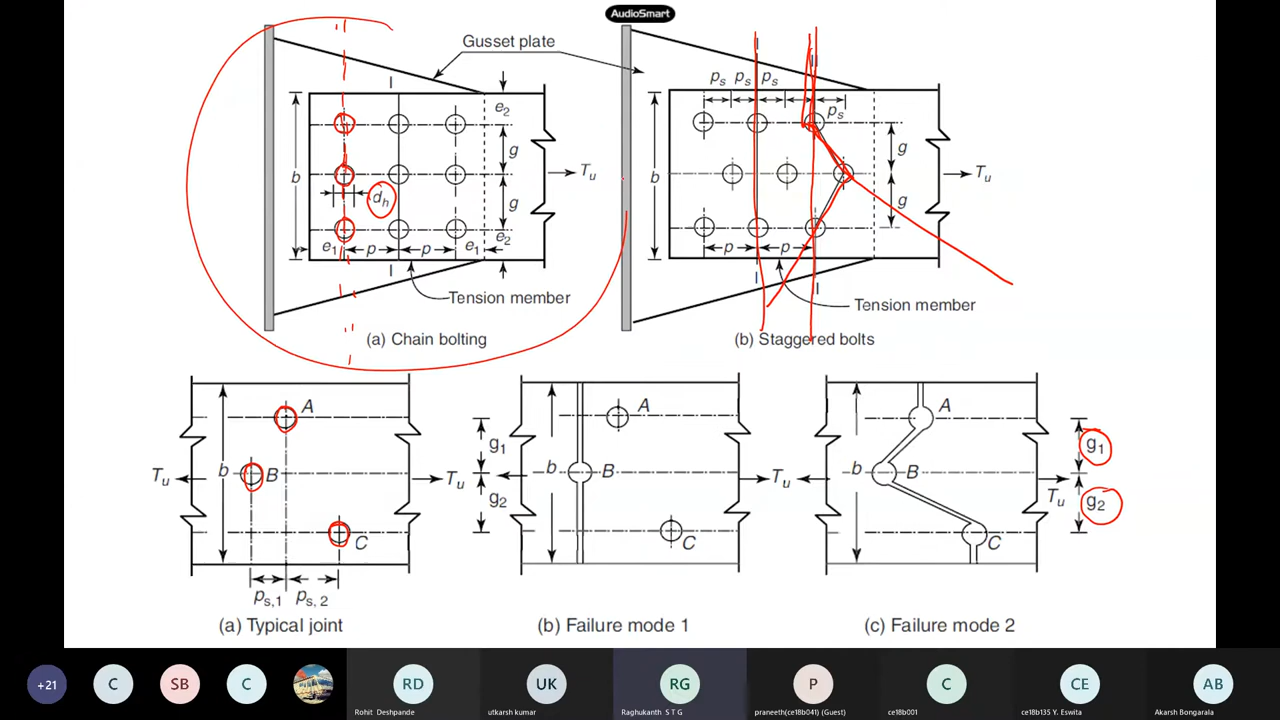 AudioSmart
Gusset plate
e2
g
b
dh
Tu
g
e1
p
p
e1
e2
Tension member
(a) Chain bolting
ps
ps
ps
ps
g
b
Tu
g
p
p
Tension member
(b) Staggered bolts
A
Tu
b
B
Tu
C
ps,1
ps,2
(a) Typical joint
A
g1
b
B
g2
C
(b) Failure mode 1
A
g1
b
B
Tu
g2
C
(c) Failure mode 2
+21
C
SB
C
RD
Rohit Deshpande
UK
utkarsh kumar
RG
Raghukanth S T G
P
praneeth(ce18b041) (Guest)
C
ce18b001
CE
ce18b135 Y. Eswita
AB
Akarsh Bongarala